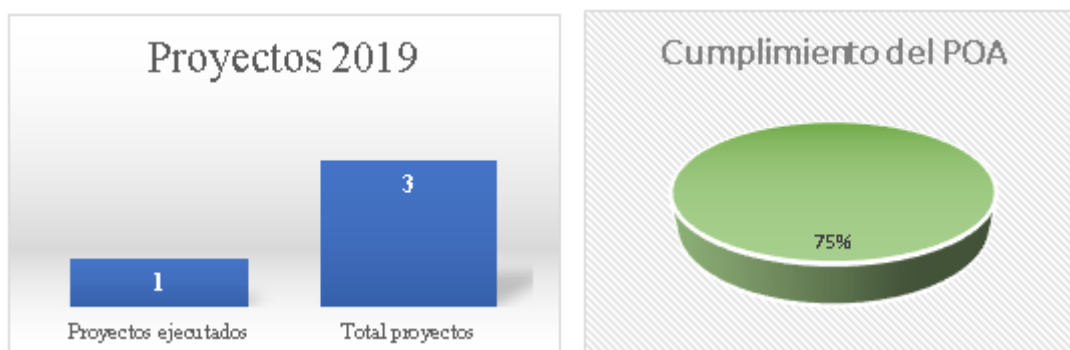 Proyectos 2019
3
1
Proyectos ejecutados
Total proyectos
Cumplimiento del POA
75%